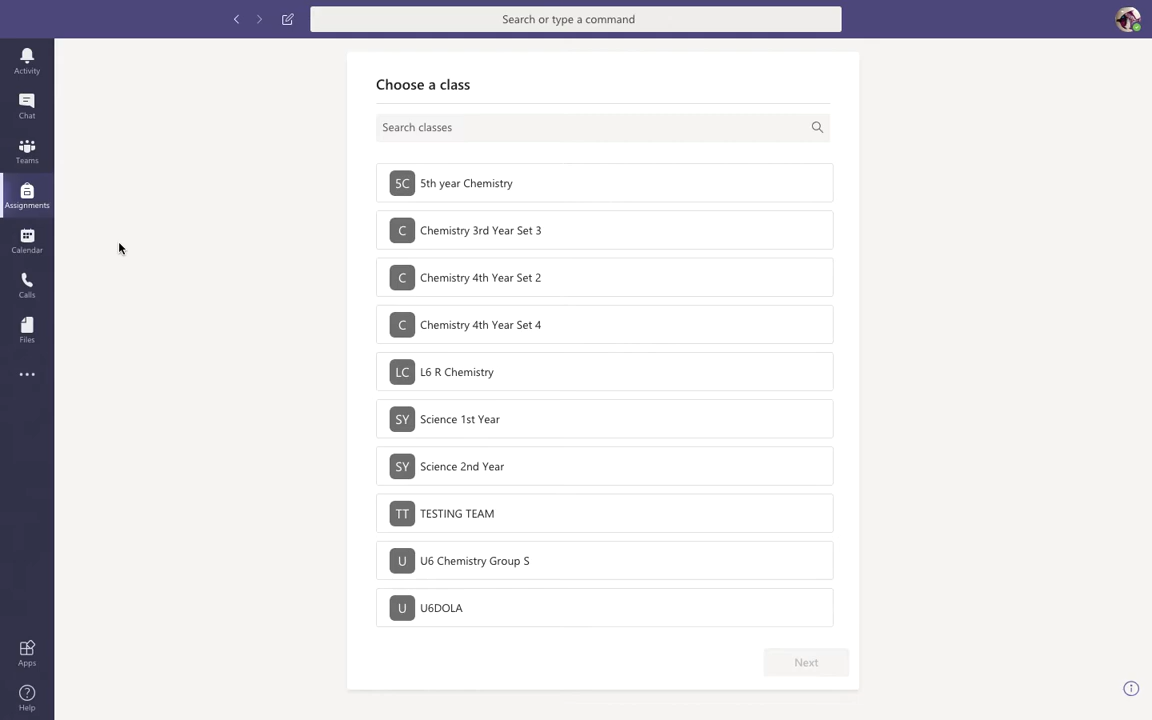 Search or type a command
Activity
Chat
Teams
Assignments
Calendar
Calls
Files
Apps
Help
Choose a class
Search classes
5C 5th year Chemistry
C Chemistry 3rd Year Set 3
C Chemistry 4th Year Set 2
C Chemistry 4th Year Set 4
LC L6 R Chemistry
SY Science 1st Year
SY Science 2nd Year
TT TESTING TEAM
U U6 Chemistry Group S
U U6DOLA
Next